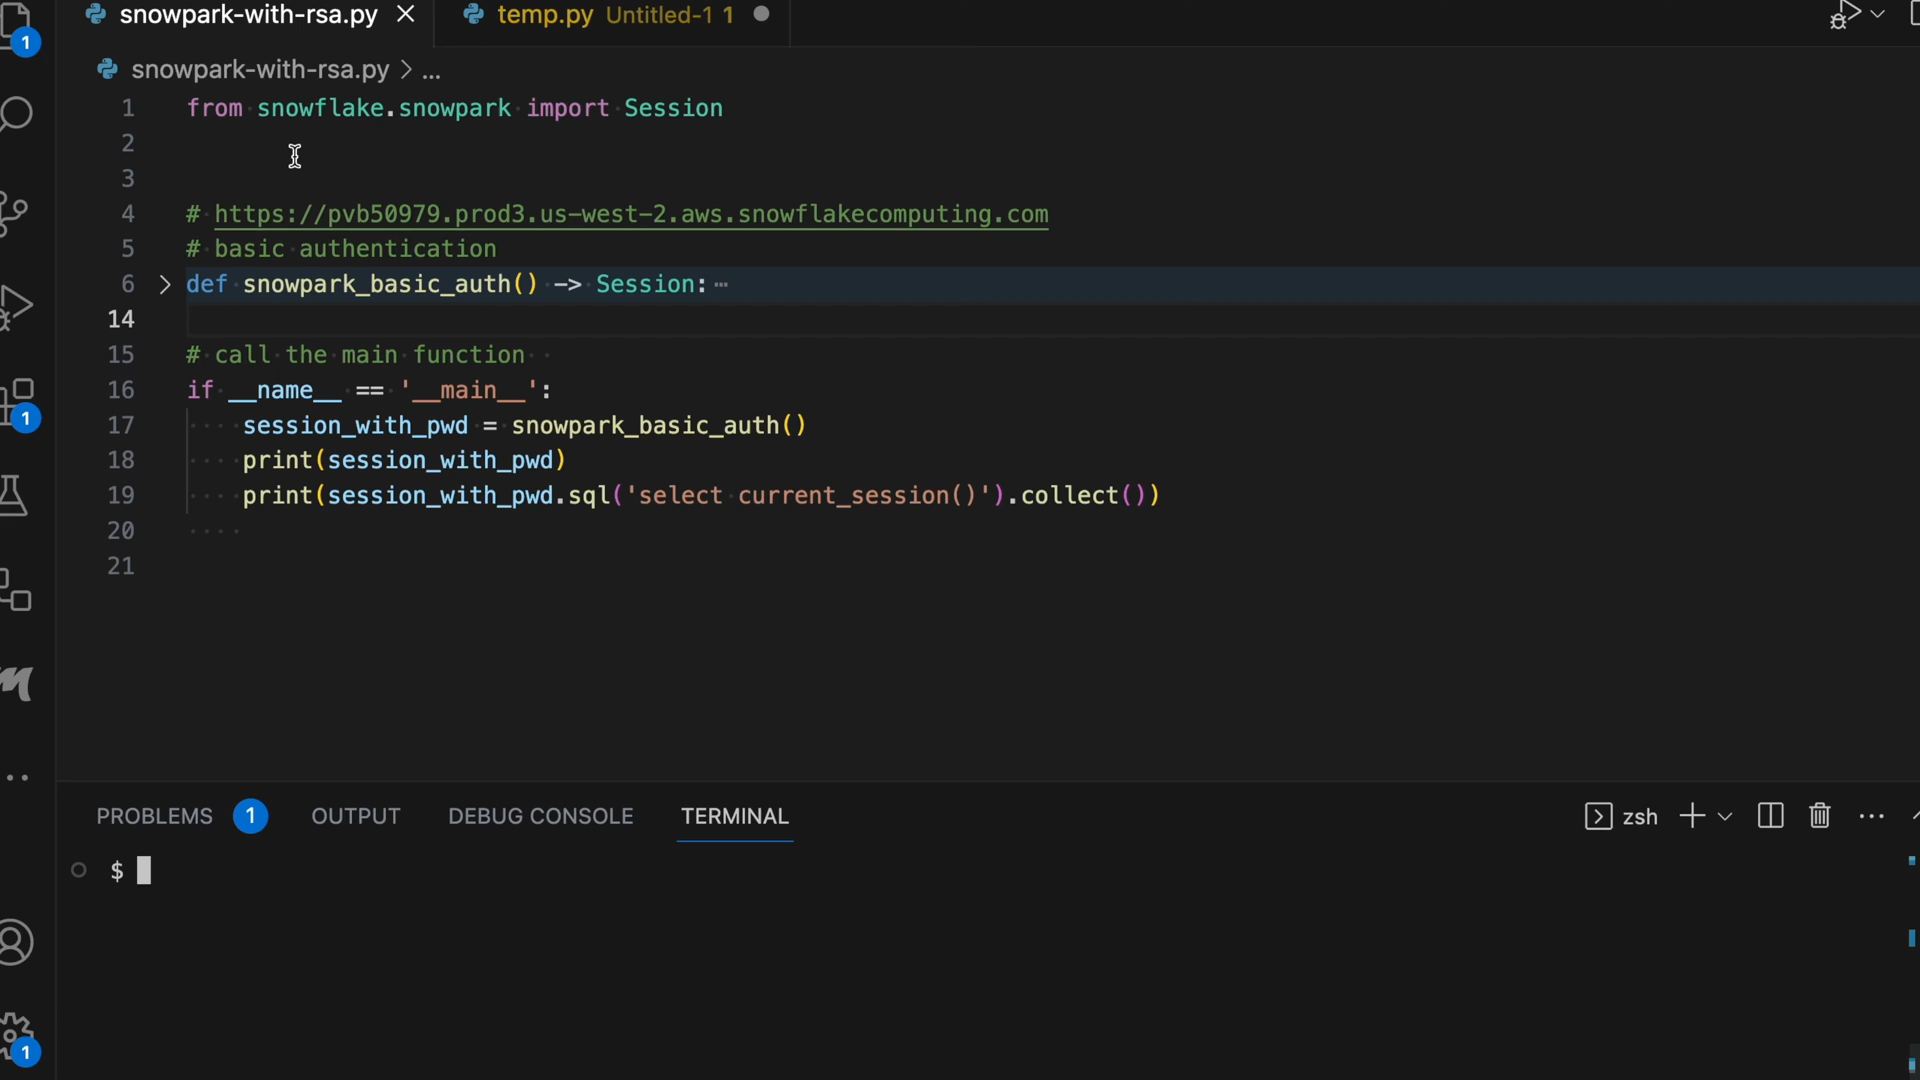 snowpark-with-rsa.py
temp.py Untitled-1 1
1
snowpark-with-rsa.py > ...
1 from snowflake.snowpark import Session
2
3
4 # https://pvb50979.prod3.us-west-2.aws.snowflakecomputing.com
5 # basic authentication
6 def snowpark_basic_auth() -> Session: ⋯
14
15 # call the main function
16 if __name__ == '__main__':
17 session_with_pwd = snowpark_basic_auth()
18 print(session_with_pwd)
19 print(session_with_pwd.sql('select current_session()').collect())
20
21
1
1
PROBLEMS 1 OUTPUT DEBUG CONSOLE TERMINAL zsh
$